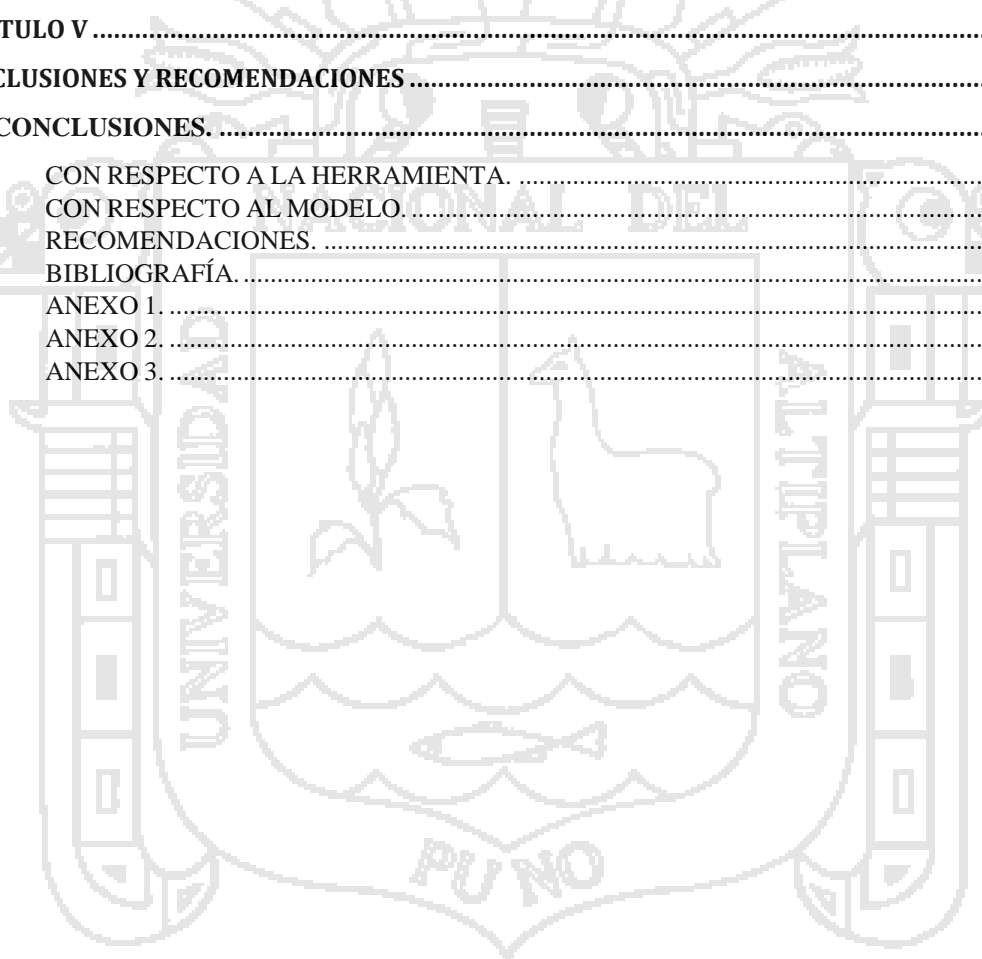 TULO V ........................................................................................................................
CLUSIONES Y RECOMENDACIONES ........................................................................
CONCLUSIONES. ........................................................................................................
CON RESPECTO A LA HERRAMIENTA. ................................................................
CON RESPECTO AL MODELO. ................................................................................
RECOMENDACIONES. ..............................................................................................
BIBLIOGRAFÍA. ..........................................................................................................
ANEXO 1. .....................................................................................................................
ANEXO 2. .....................................................................................................................
ANEXO 3. .....................................................................................................................
NACIONAL DEL
UNIVERSIDAD
ALTIPLANO
PUNO